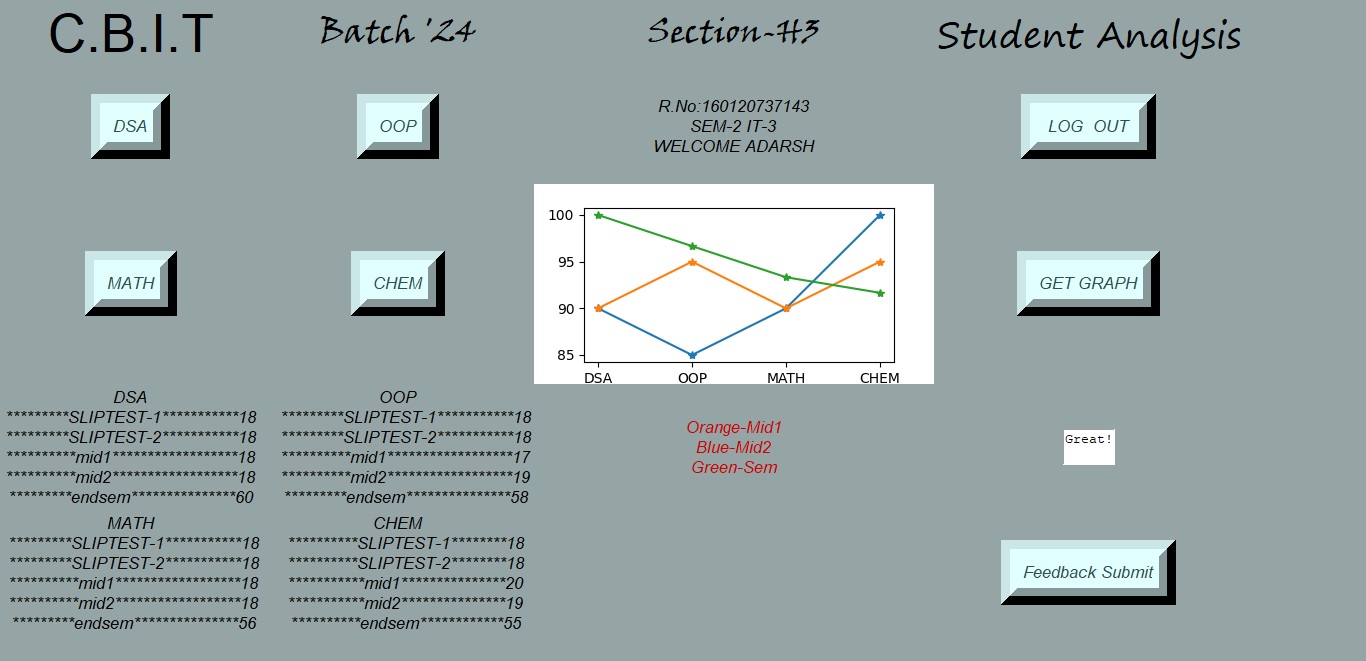 C.B.I.T
Batch '24
Section-H3
Student Analysis
DSA
OOP
R.No:160120737143
SEM-2 IT-3
WELCOME ADARSH
LOG OUT
MATH
CHEM
100
95
90
85
DSA OOP MATH CHEM
GET GRAPH
DSA
*********SLIPTEST-1***********18
*********SLIPTEST-2***********18
**********mid1******************18
**********mid2******************18
*********endsem***************60
OOP
*********SLIPTEST-1***********18
*********SLIPTEST-2***********18
**********mid1******************17
**********mid2******************19
*********endsem***************58
Orange-Mid1
Blue-Mid2
Green-Sem
Great!
MATH
*********SLIPTEST-1***********18
*********SLIPTEST-2***********18
**********mid1******************18
**********mid2******************18
*********endsem***************56
CHEM
**********SLIPTEST-1********18
**********SLIPTEST-2********18
***********mid1***************20
***********mid2***************19
**********endsem************55
Feedback Submit